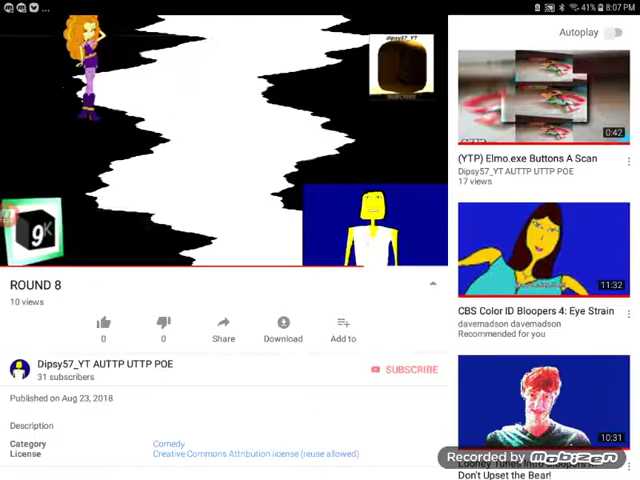 ... 41% 8:07 PM
Autoplay
dipsy57_YT
SUBSCRIBE
9K
0:42
(YTP) Elmo.exe Buttons A Scan
Dipsy57_YT AUTTP UTTP POE
17 views
11:32
CBS Color ID Bloopers 4: Eye Strain
davemadson davemadson
Recommended for you
ROUND 8
10 views
0 0 Share Download Add to
Dipsy57_YT AUTTP UTTP POE
31 subscribers
SUBSCRIBE
Published on Aug 23, 2018
Description
Category Comedy
License Creative Commons Attribution license (reuse allowed)
10:31
Recorded by Mobizen
Looney Tunes Intro Bloopers
Don't Upset the Bear!